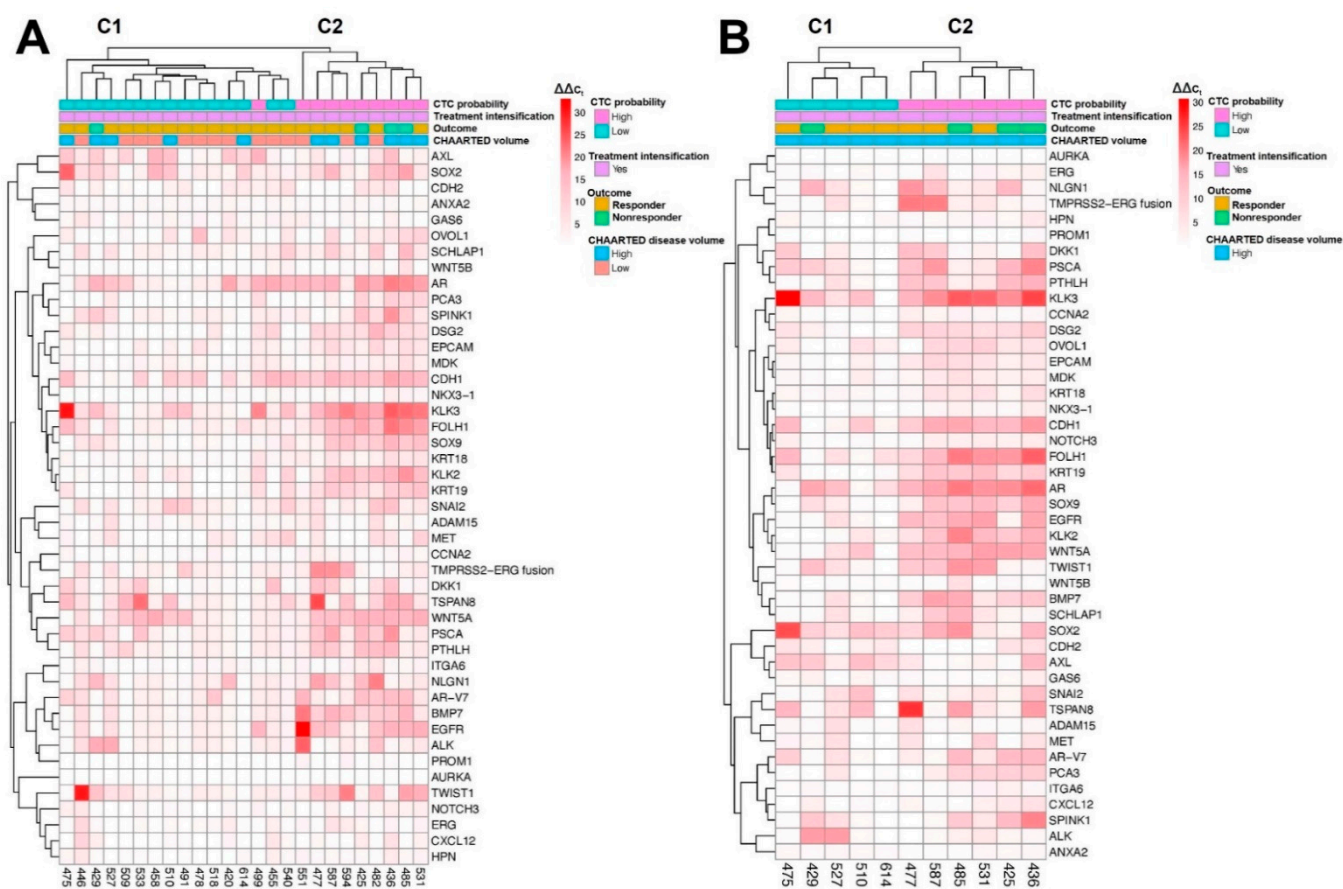 A
C1
C2
CTC probability
Treatment intensification
Outcome
CHAARTED volume
AXL
SOX2
CDH2
ANXA2
GAS6
OVOL1
SCHLAP1
WNT5B
AR
PCA3
SPINK1
DSG2
EPCAM
MDK
CDH1
NKX3-1
KLK3
FOLH1
SOX9
KRT18
KLK2
KRT19
SNAI2
ADAM15
MET
CCNA2
TMPRSS2-ERG fusion
DKK1
TSPAN8
WNT5A
PSCA
PTHLH
ITGA6
NLGN1
AR-V7
BMP7
EGFR
ALK
PROM1
AURKA
TWIST1
NOTCH3
ERG
CXCL12
HPN
475 446 429 527 509 533 458 510 491 478 518 420 614 499 455 540 551 477 587 594 425 482 436 485 531
ΔΔCt
30
20
10
5
CTC probability
High
Low
Treatment intensification
Yes
Outcome
Responder
Nonresponder
CHAARTED disease volume
High
Low
B
C1
C2
CTC probability
Treatment intensification
Outcome
CHAARTED volume
AURKA
ERG
NLGN1
TMPRSS2-ERG fusion
HPN
PROM1
DKK1
PSCA
PTHLH
KLK3
CCNA2
DSG2
OVOL1
EPCAM
MDK
KRT18
NKX3-1
CDH1
NOTCH3
FOLH1
KRT19
AR
SOX9
EGFR
KLK2
WNT5A
TWIST1
WNT5B
BMP7
SCHLAP1
SOX2
CDH2
AXL
GAS6
SNAI2
TSPAN8
ADAM15
MET
AR-V7
PCA3
ITGA6
CXCL12
SPINK1
ALK
ANXA2
475 429 527 510 614 477 587 485 531 425 436
ΔΔCt
30
25
20
15
10
5
CTC probability
High
Low
Treatment intensification
Yes
Outcome
Responder
Nonresponder
CHAARTED disease volume
High